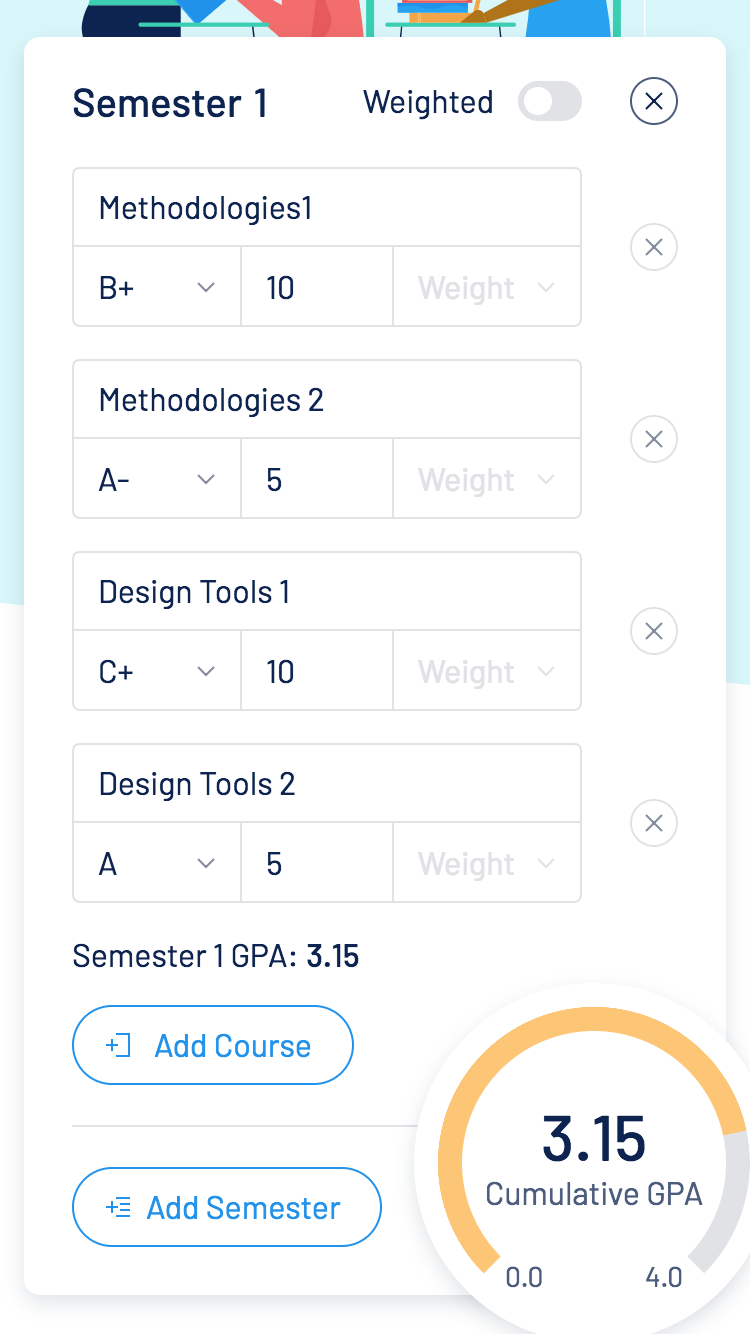 Semester 1 Weighted
Methodologies1
B+ 10 Weight
Methodologies 2
A- 5 Weight
Design Tools 1
C+ 10 Weight
Design Tools 2
A 5 Weight
Semester 1 GPA: 3.15
Add Course
3.15
Cumulative GPA
Add Semester
0.0 4.0